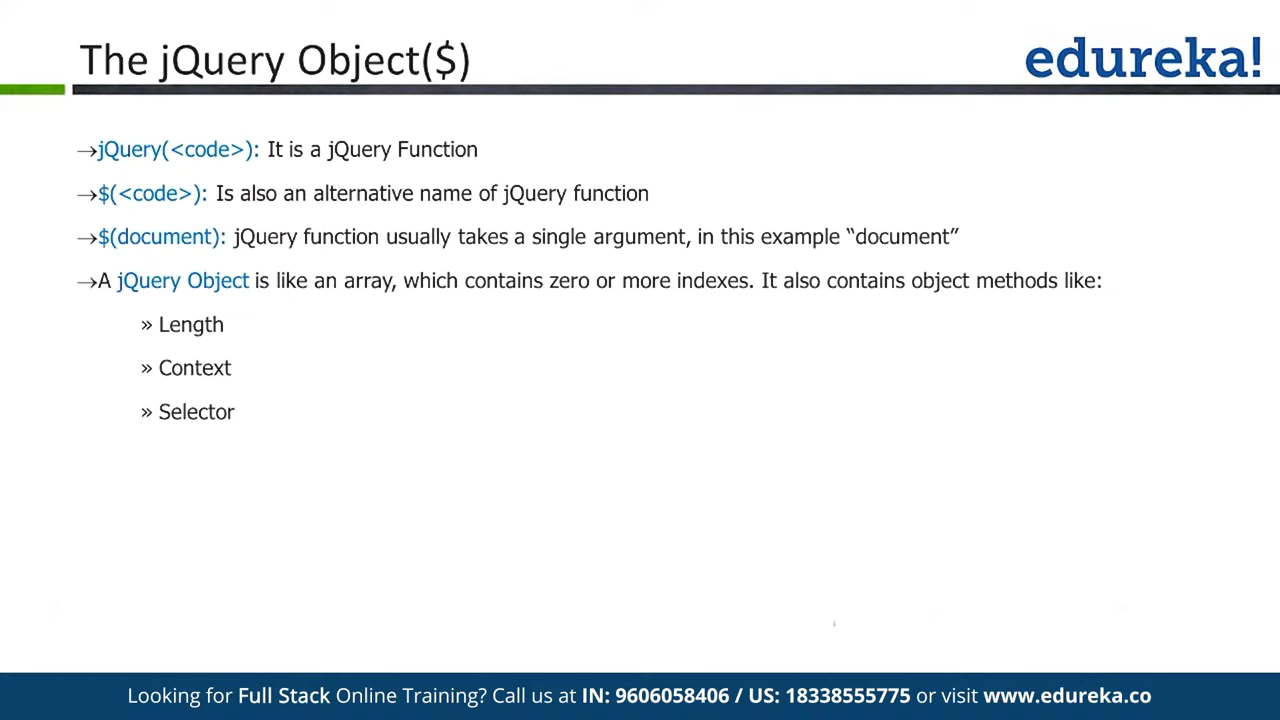 The jQuery Object($)
edureka!
→jQuery(<code>): It is a jQuery Function
→$(<code>): Is also an alternative name of jQuery function
→$(document): jQuery function usually takes a single argument, in this example “document”
→A jQuery Object is like an array, which contains zero or more indexes. It also contains object methods like:
» Length
» Context
» Selector
Looking for Full Stack Online Training? Call us at IN: 9606058406 / US: 18338555775 or visit www.edureka.co